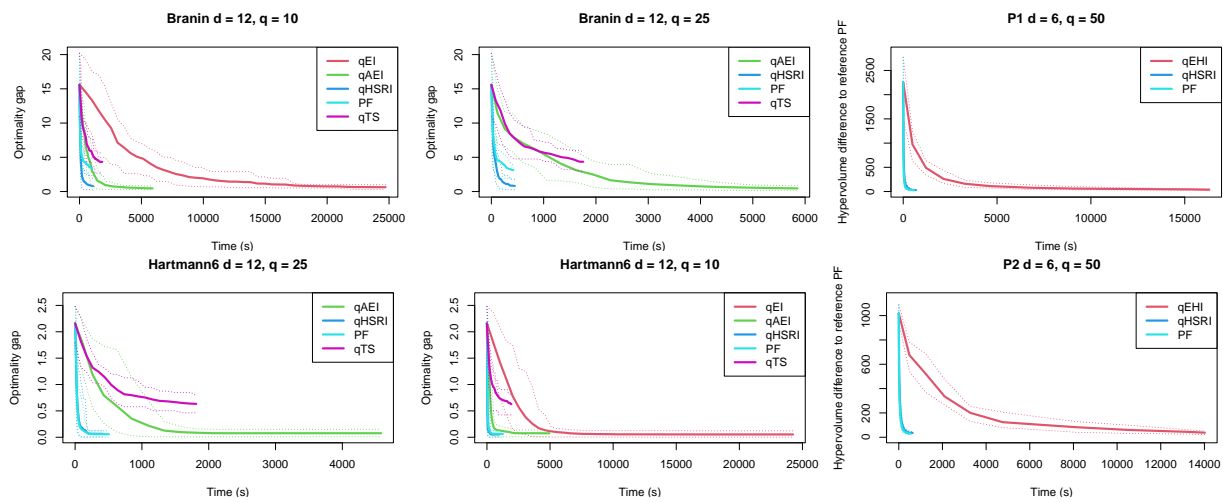 Branin d = 12, q = 10
Optimality gap
20
15
10
5
0
qEI
qAEI
qHSRI
PF
qTS
0 5000 10000 15000 20000 25000
Time (s)
Branin d = 12, q = 25
Optimality gap
20
15
10
5
0
qAEI
qHSRI
PF
qTS
0 1000 2000 3000 4000 5000 6000
Time (s)
P1 d = 6, q = 50
Hypervolume difference to reference PF
2500
1500
500
0
qEHI
qHSRI
PF
0 5000 10000 15000
Time (s)
Hartmann6 d = 12, q = 25
Optimality gap
2.5
2.0
1.5
1.0
0.5
0.0
qAEI
qHSRI
PF
qTS
0 1000 2000 3000 4000
Time (s)
Hartmann6 d = 12, q = 10
Optimality gap
2.5
2.0
1.5
1.0
0.5
0.0
qEI
qAEI
qHSRI
PF
qTS
0 5000 10000 15000 20000 25000
Time (s)
P2 d = 6, q = 50
Hypervolume difference to reference PF
1000
600
200
0
qEHI
qHSRI
PF
0 2000 4000 6000 8000 10000 12000 14000
Time (s)